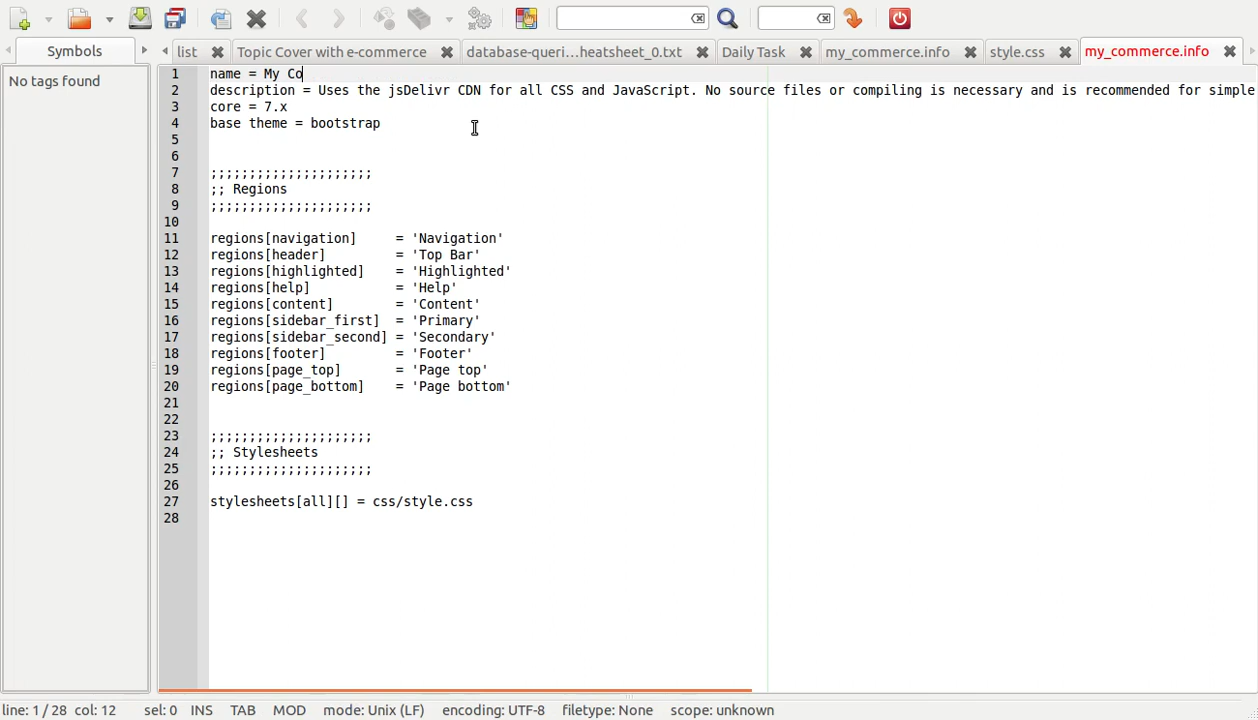 Symbols
list
Topic Cover with e-commerce
database-queri...heatsheet_0.txt
Daily Task
my_commerce.info
style.css
my_commerce.info
No tags found
1 name = My Co
2 description = Uses the jsDelivr CDN for all CSS and JavaScript. No source files or compiling is necessary and is recommended for simple
3 core = 7.x
4 base theme = bootstrap
5
6
7 ;;;;;;;;;;;;;;;;;;;;;
8 ;; Regions
9 ;;;;;;;;;;;;;;;;;;;;;
10
11 regions[navigation]     = 'Navigation'
12 regions[header]         = 'Top Bar'
13 regions[highlighted]    = 'Highlighted'
14 regions[help]           = 'Help'
15 regions[content]        = 'Content'
16 regions[sidebar_first]  = 'Primary'
17 regions[sidebar_second] = 'Secondary'
18 regions[footer]         = 'Footer'
19 regions[page_top]       = 'Page top'
20 regions[page_bottom]    = 'Page bottom'
21
22
23 ;;;;;;;;;;;;;;;;;;;;;
24 ;; Stylesheets
25 ;;;;;;;;;;;;;;;;;;;;;
26
27 stylesheets[all][] = css/style.css
28
line: 1 / 28 col: 12 sel: 0 INS TAB MOD mode: Unix (LF) encoding: UTF-8 filetype: None scope: unknown